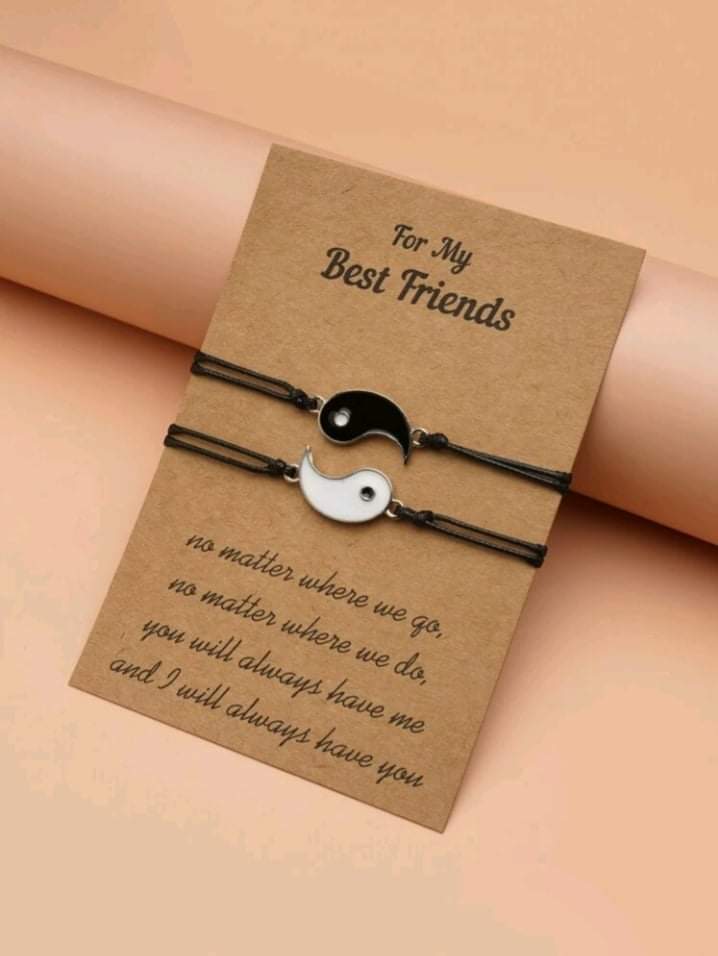 For My
Best Friends
no matter where we go,
no matter where we do,
you will always have me
and I will always have you